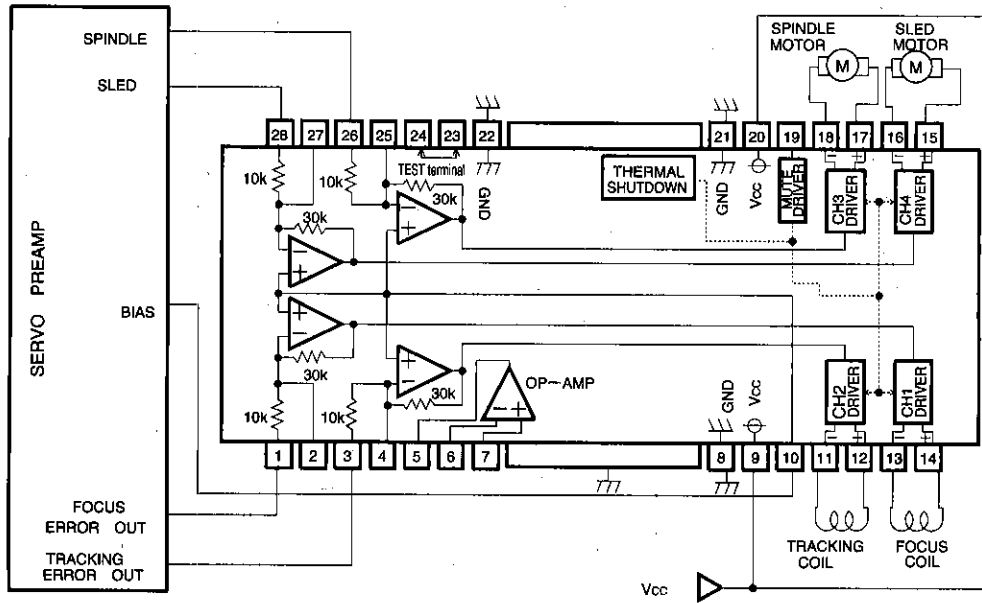 SPINDLE
SLED
BIAS
SERVO PREAMP
FOCUS
ERROR OUT
TRACKING
ERROR OUT
SPINDLE
MOTOR
SLED
MOTOR
M
M
28
27
26
25
24
23
22
21
20
19
18
17
16
15
TEST terminal
GND
10k
10k
30k
30k
THERMAL
SHUTDOWN
GND
Vcc
MUTE
DRIVER
CH3
DRIVER
CH4
DRIVER
30k
30k
10k
10k
OP-AMP
GND
Vcc
CH2
DRIVER
CH1
DRIVER
1
2
3
4
5
6
7
8
9
10
11
12
13
14
TRACKING
COIL
FOCUS
COIL
Vcc